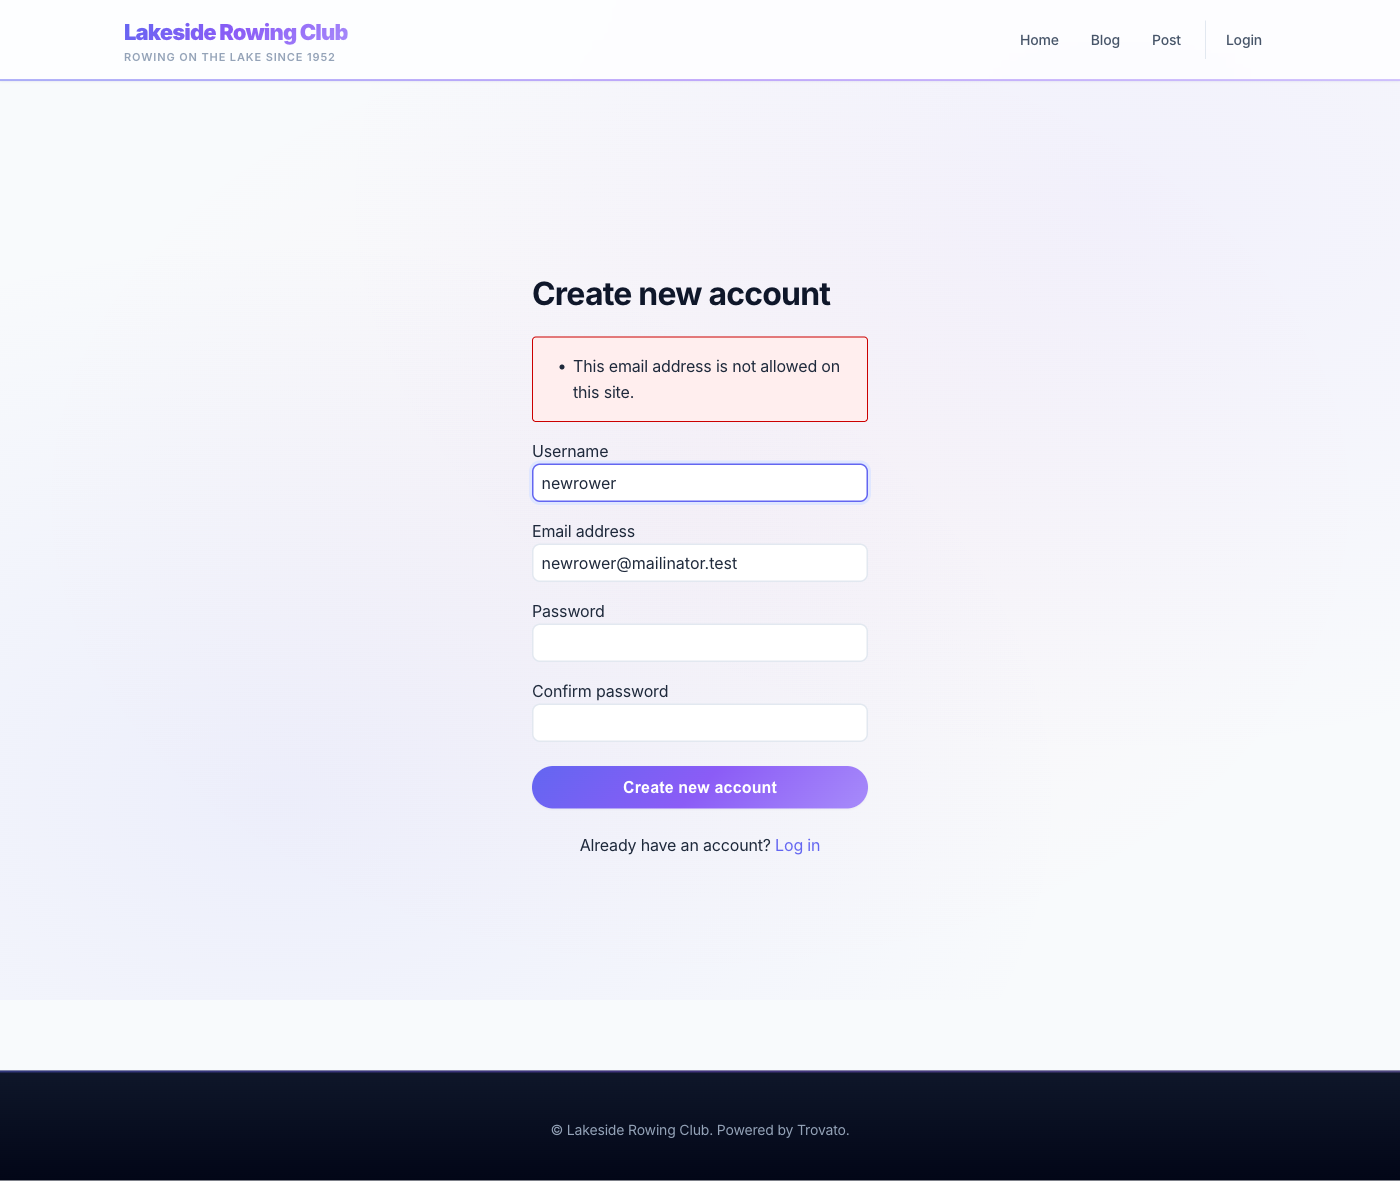 Lakeside Rowing Club
ROWING ON THE LAKE SINCE 1952
Home
Blog
Post
Login
Create new account
• This email address is not allowed on
this site.
Username
newrower
Email address
newrower@mailinator.test
Password
Confirm password
Create new account
Already have an account? Log in
© Lakeside Rowing Club. Powered by Trovato.